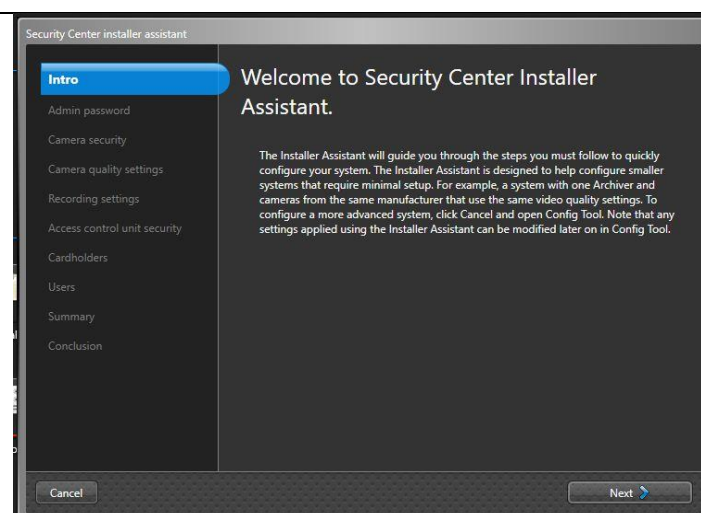 Security Center installer assistant
Intro
Admin password
Camera security
Camera quality settings
Recording settings
Access control unit security
Cardholders
Users
Summary
Conclusion
Welcome to Security Center Installer
Assistant.
The Installer Assistant will guide you through the steps you must follow to quickly
configure your system. The Installer Assistant is designed to help configure smaller
systems that require minimal setup. For example, a system with one Archiver and
cameras from the same manufacturer that use the same video quality settings. To
configure a more advanced system, click Cancel and open Config Tool. Note that any
settings applied using the Installer Assistant can be modified later on in Config Tool.
Cancel
Next